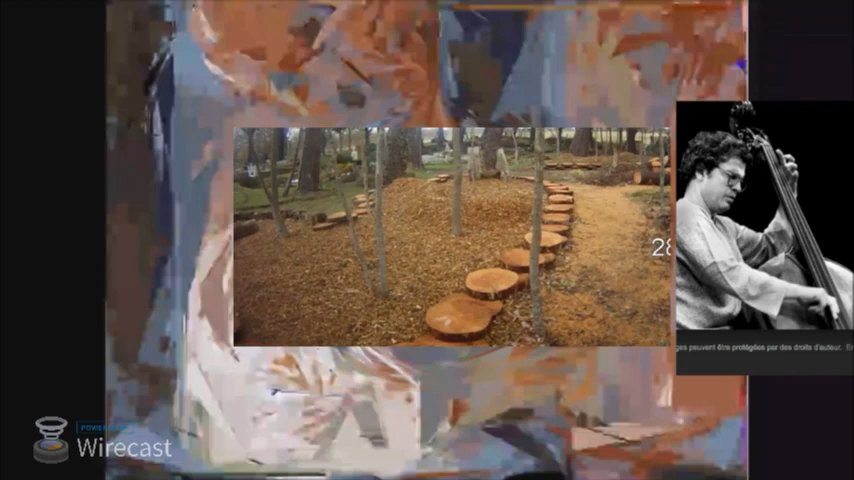 28
ges peuvent être protégées par des droits d'auteur. E
POWERED BY
Wirecast